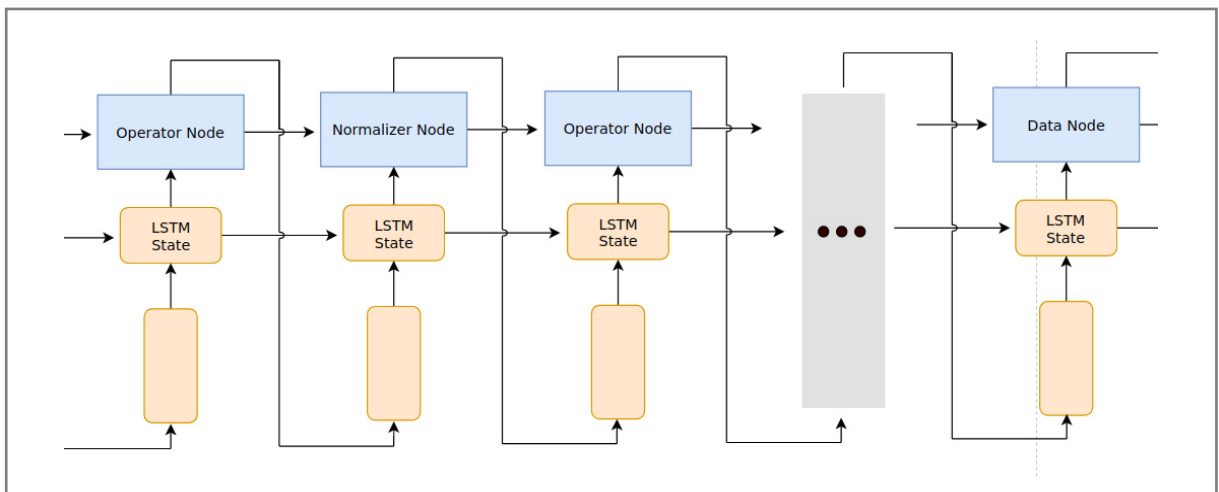 Operator Node
Normalizer Node
Operator Node
Data Node
LSTM
State
LSTM
State
LSTM
State
LSTM
State